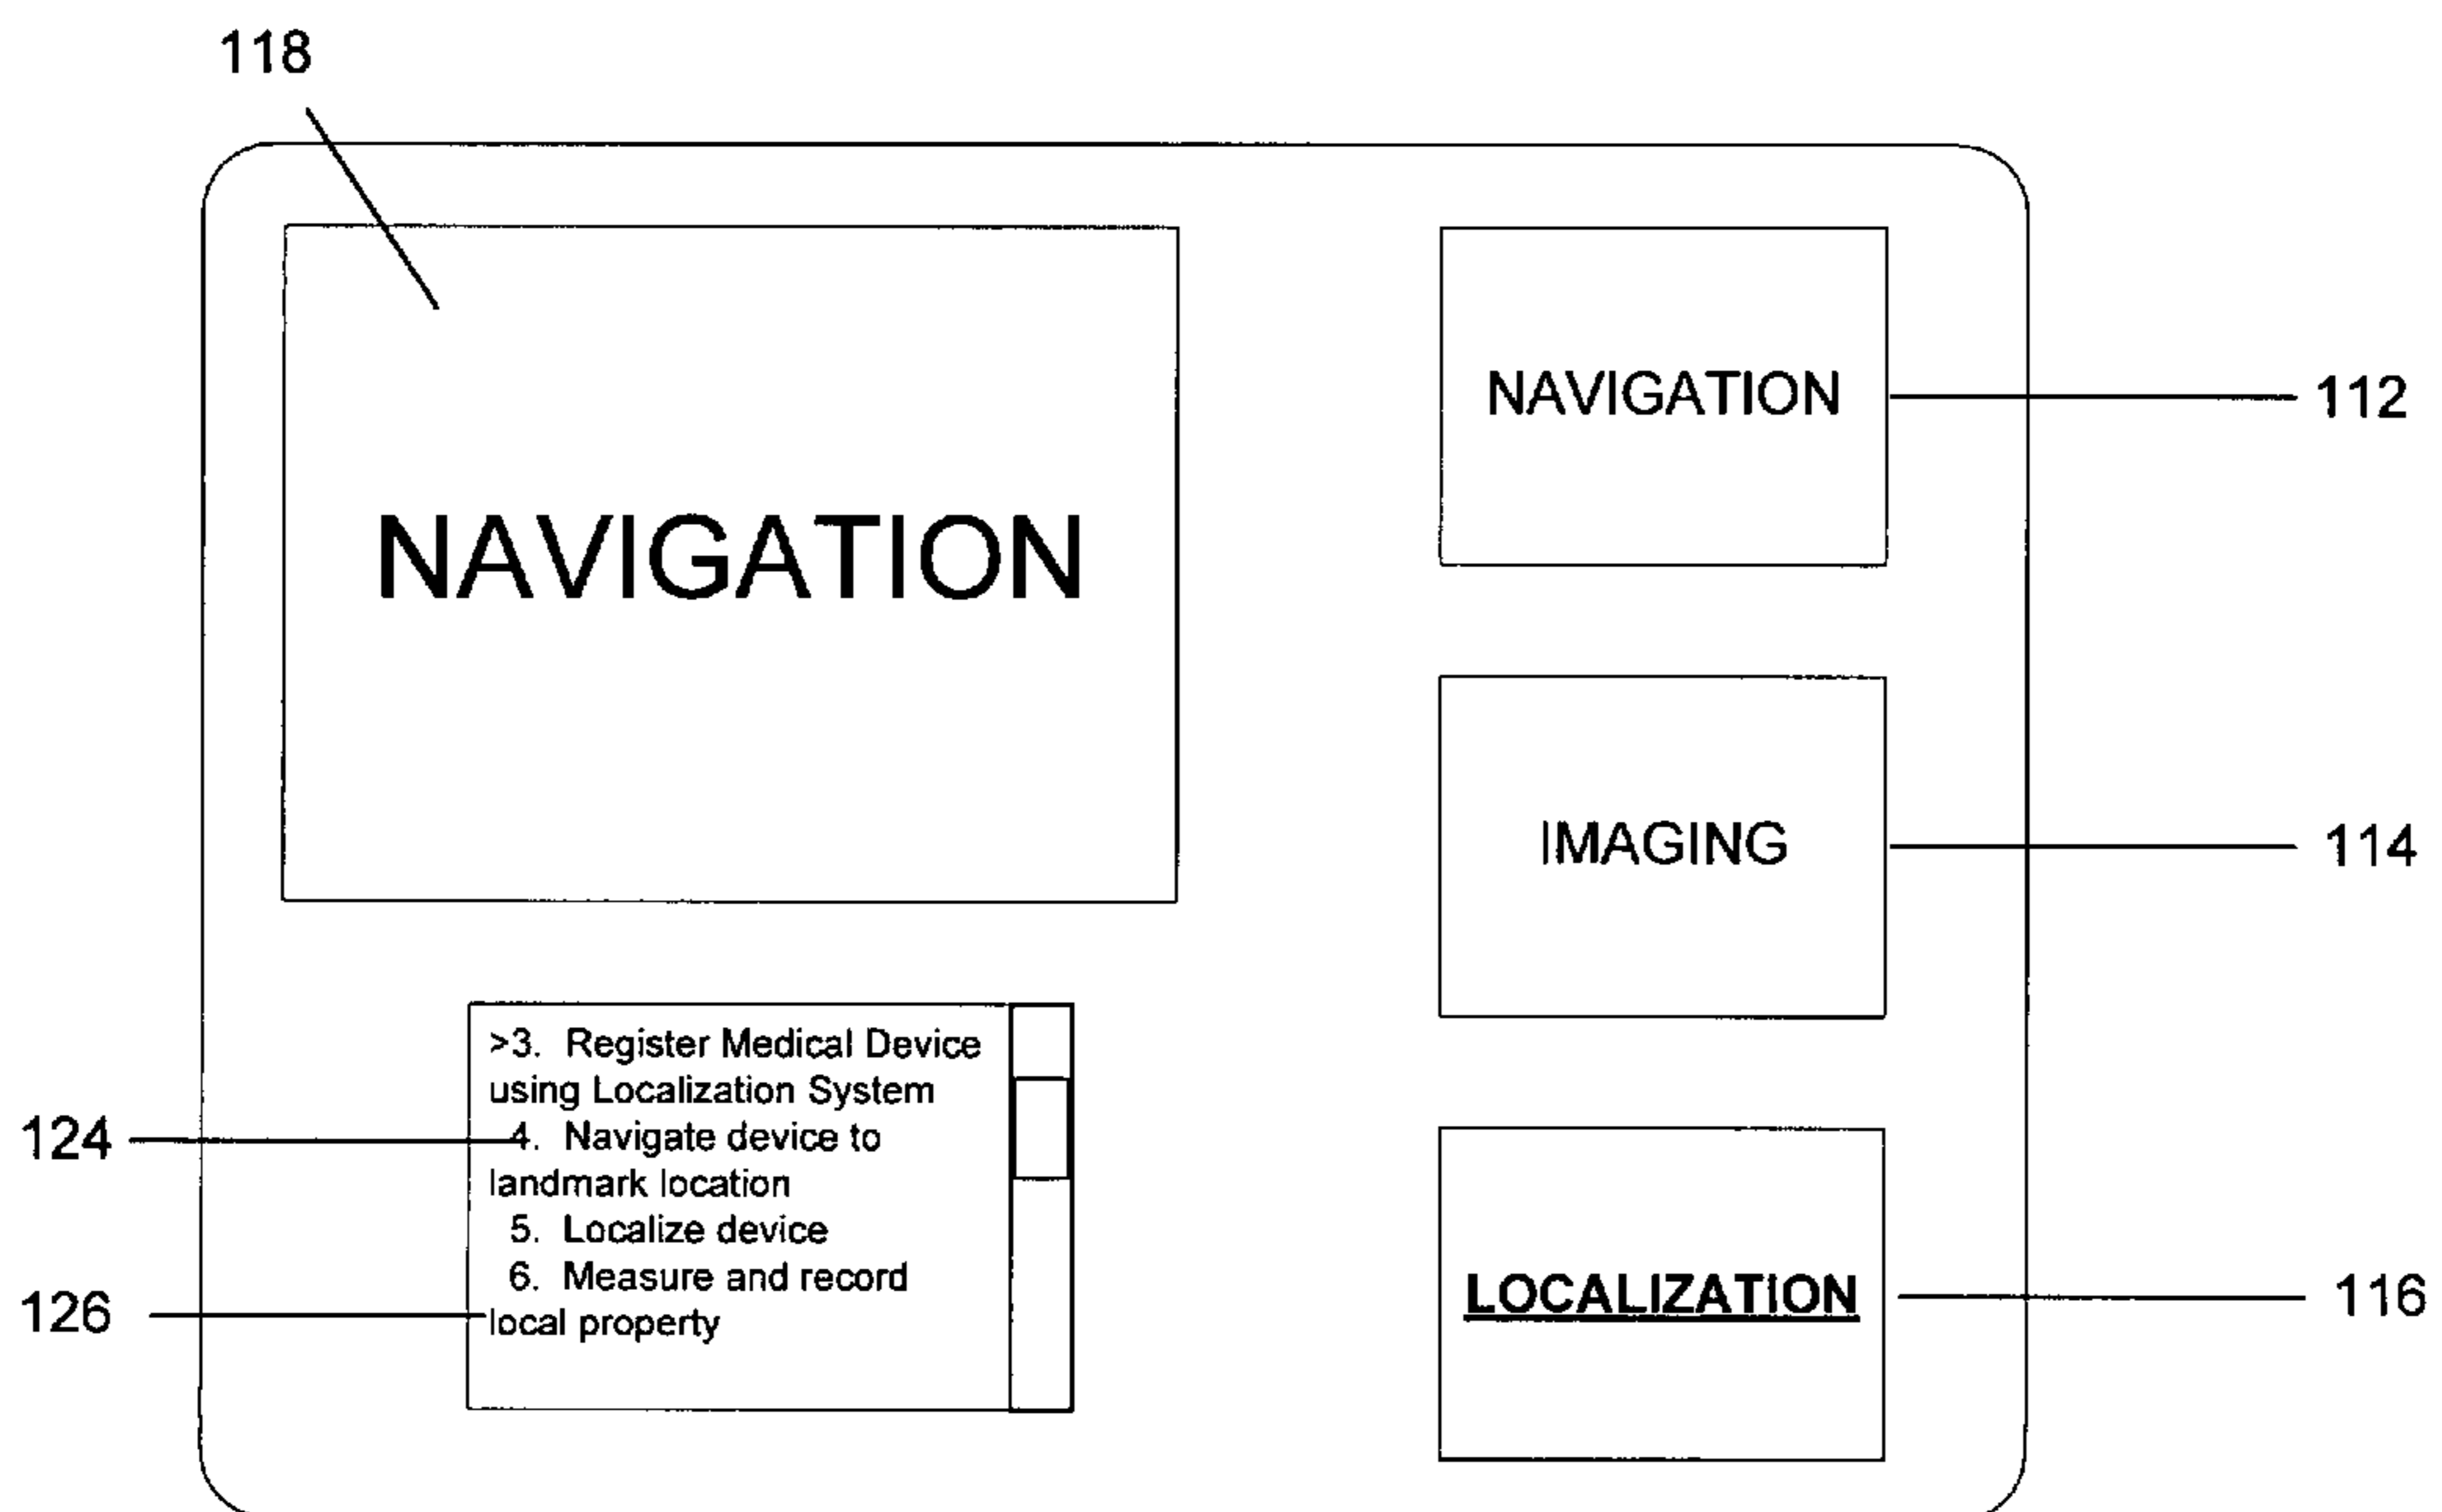 118
NAVIGATION
NAVIGATION
112
IMAGING
114
>3. Register Medical Device
using Localization System
4. Navigate device to
landmark location
5. Localize device
6. Measure and record
local property
124
126
LOCALIZATION
116